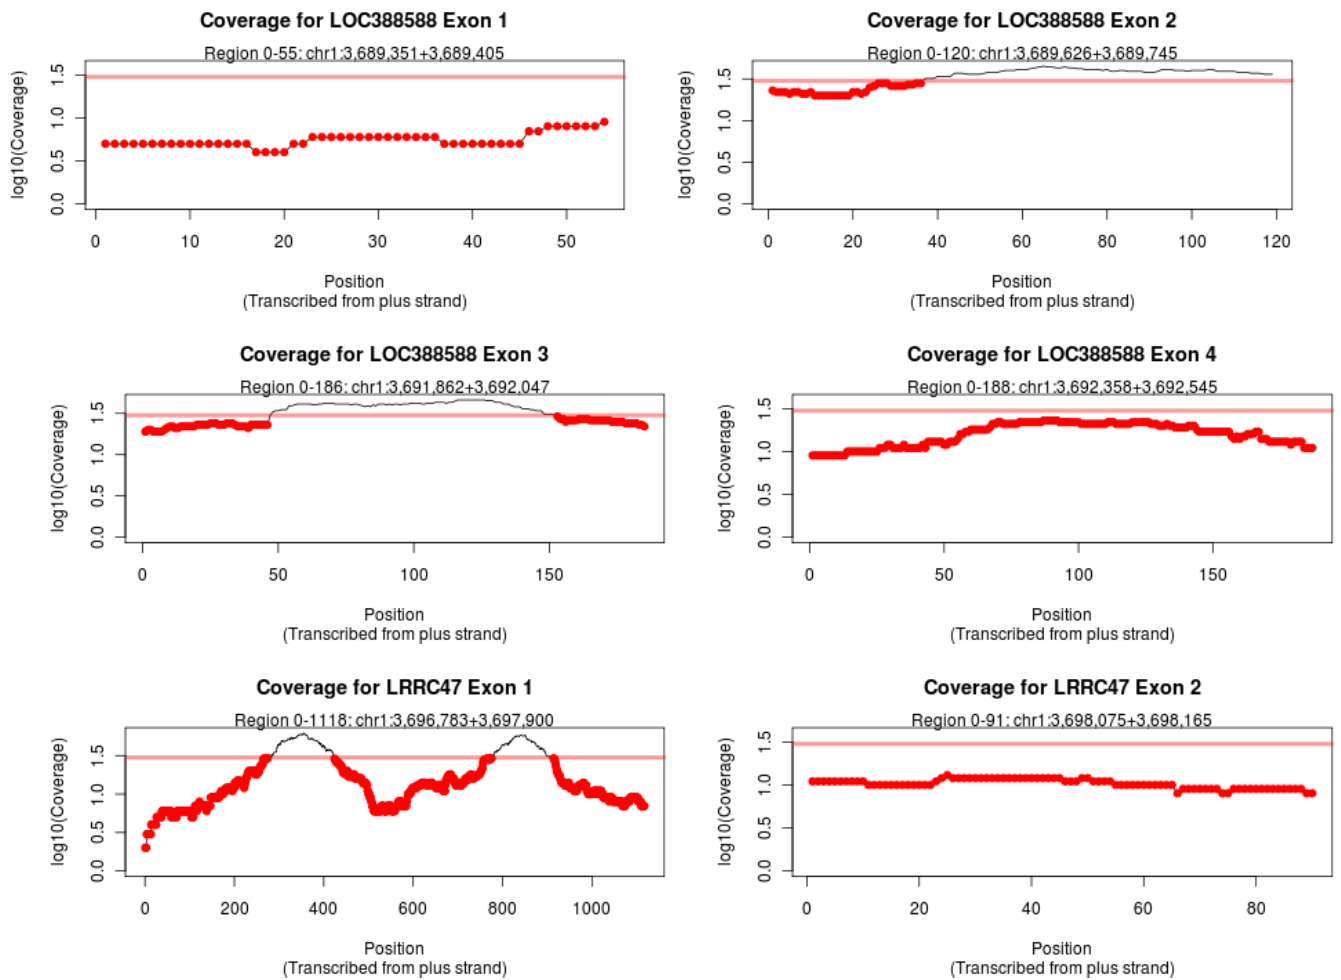 Coverage for LOC388588 Exon 1
Region 0-55: chr1:3,689,351+3,689,405
log10(Coverage)
0.0 0.5 1.0 1.5
0 10 20 30 40 50
Position
(Transcribed from plus strand)
Coverage for LOC388588 Exon 2
Region 0-120: chr1:3,689,626+3,689,745
log10(Coverage)
0.0 0.5 1.0 1.5
0 20 40 60 80 100 120
Position
(Transcribed from plus strand)
Coverage for LOC388588 Exon 3
Region 0-186: chr1:3,691,862+3,692,047
log10(Coverage)
0.0 0.5 1.0 1.5
0 50 100 150
Position
(Transcribed from plus strand)
Coverage for LOC388588 Exon 4
Region 0-188: chr1:3,692,358+3,692,545
log10(Coverage)
0.0 0.5 1.0 1.5
0 50 100 150
Position
(Transcribed from plus strand)
Coverage for LRRC47 Exon 1
Region 0-1118: chr1:3,696,783+3,697,900
log10(Coverage)
0.0 0.5 1.0 1.5
0 200 400 600 800 1000
Position
(Transcribed from plus strand)
Coverage for LRRC47 Exon 2
Region 0-91: chr1:3,698,075+3,698,165
log10(Coverage)
0.0 0.5 1.0 1.5
0 20 40 60 80
Position
(Transcribed from plus strand)